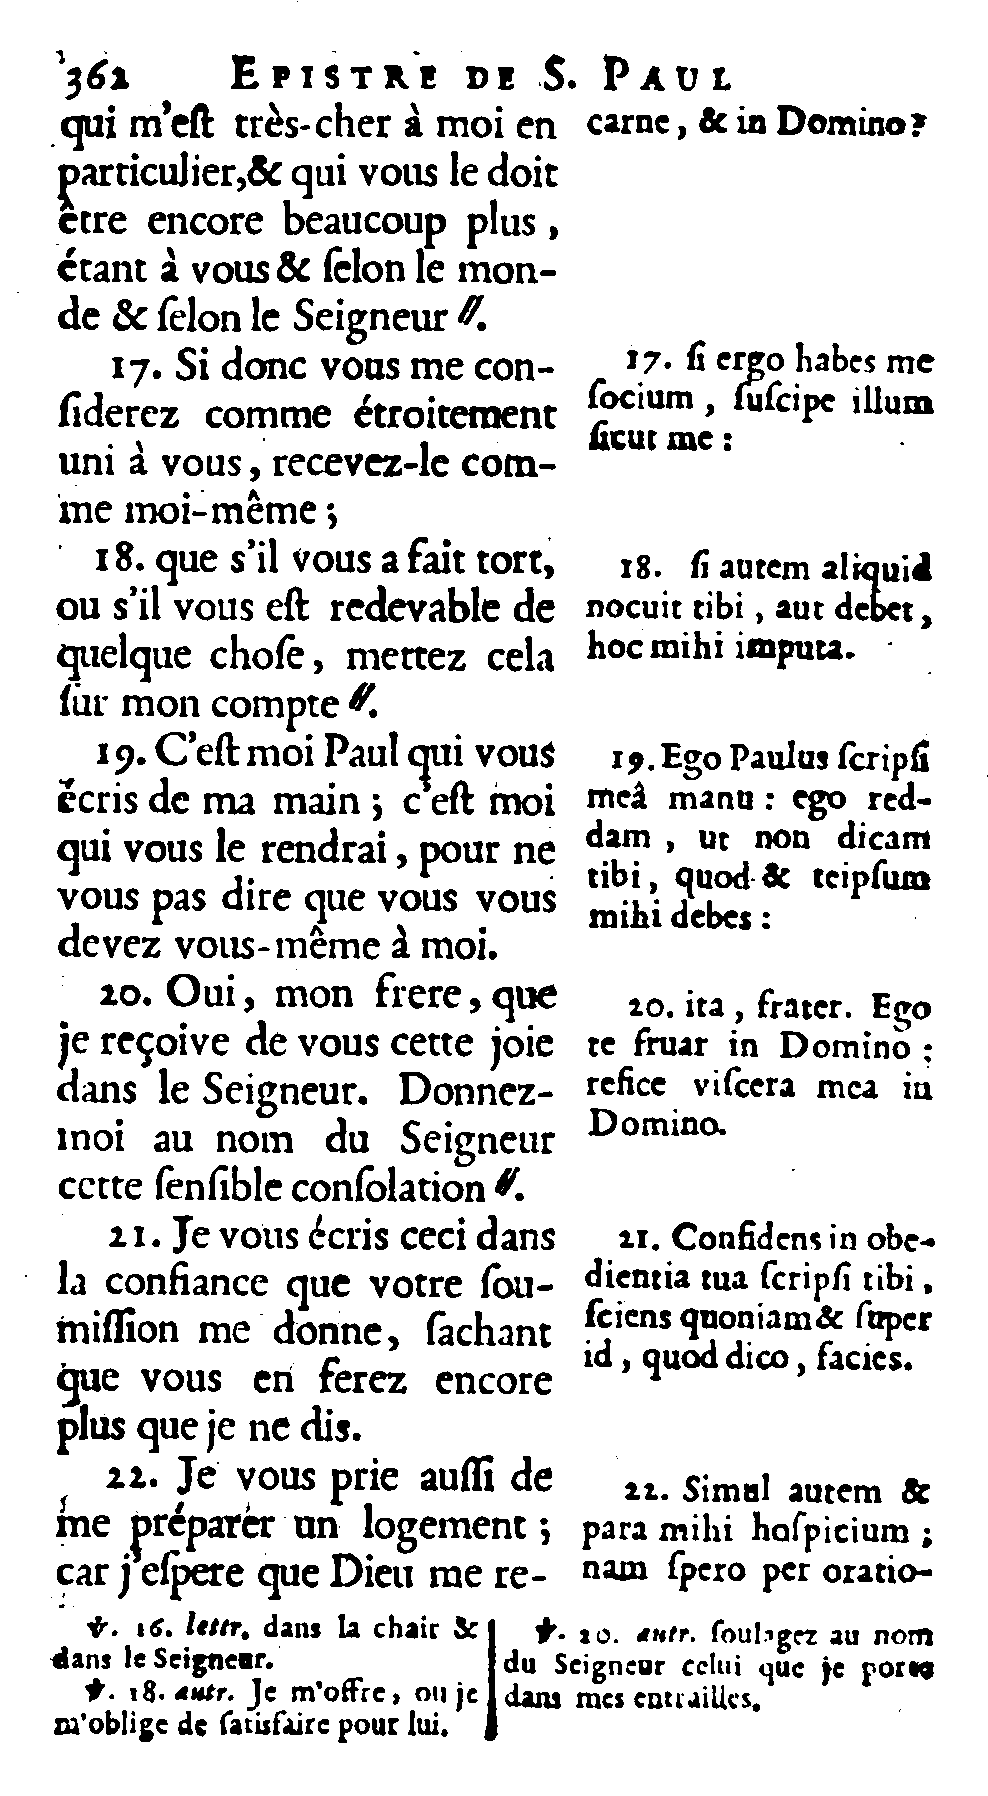 362 EPISTRE DE S. PAUL
qui m'eſt très-cher à moi en
particulier,& qui vous le doit
être encore beaucoup plus ,
étant à vous & ſelon le mon-
de & ſelon le Seigneur ‖.
17. Si donc vous me con-
ſiderez comme étroitement
uni à vous, recevez-le com-
me moi-même ;
18. que s'il vous a fait tort,
ou s'il vous eſt redevable de
quelque choſe, mettez cela
ſur mon compte ‖.
19. C'eſt moi Paul qui vous
écris de ma main ; c'eſt moi
qui vous le rendrai , pour ne
vous pas dire que vous vous
devez vous-même à moi.
20. Oui, mon frere, que
je reçoive de vous cette joie
dans le Seigneur. Donnez-
moi au nom du Seigneur
cette ſenſible conſolation ‖.
21. Je vous écris ceci dans
la confiance que votre ſou-
miſſion me donne, ſachant
que vous en ferez encore
plus que je ne dis.
22. Je vous prie auſſi de
me préparer un logement ;
car j'eſpere que Dieu me re-
carne, & in Domino?
17. ſi ergo habes me
ſocium , ſuſcipe illum
ſicut me :
18. ſi autem aliquid
nocuit tibi , aut debet ,
hoc mihi imputa.
19. Ego Paulus ſcripſi
meâ manu : ego red-
dam , ut non dicam
tibi, quod & teipſum
mihi debes :
20. ita , frater. Ego
te fruar in Domino :
refice viſcera mea in
Domino.
21. Confidens in obe-
dientia tua ſcripſi tibi,
ſciens quoniam & ſuper
id , quod dico , facies.
22. Simul autem &
para mihi hoſpicium ;
nam ſpero per oratio-
℣. 16. lettr. dans la chair &
dans le Seigneur.
℣. 18. autr. Je m'offre, ou je
m'oblige de ſatisfaire pour lui.
℣. 20. autr. ſoulagez au nom
du Seigneur celui que je porte
dans mes entrailles.